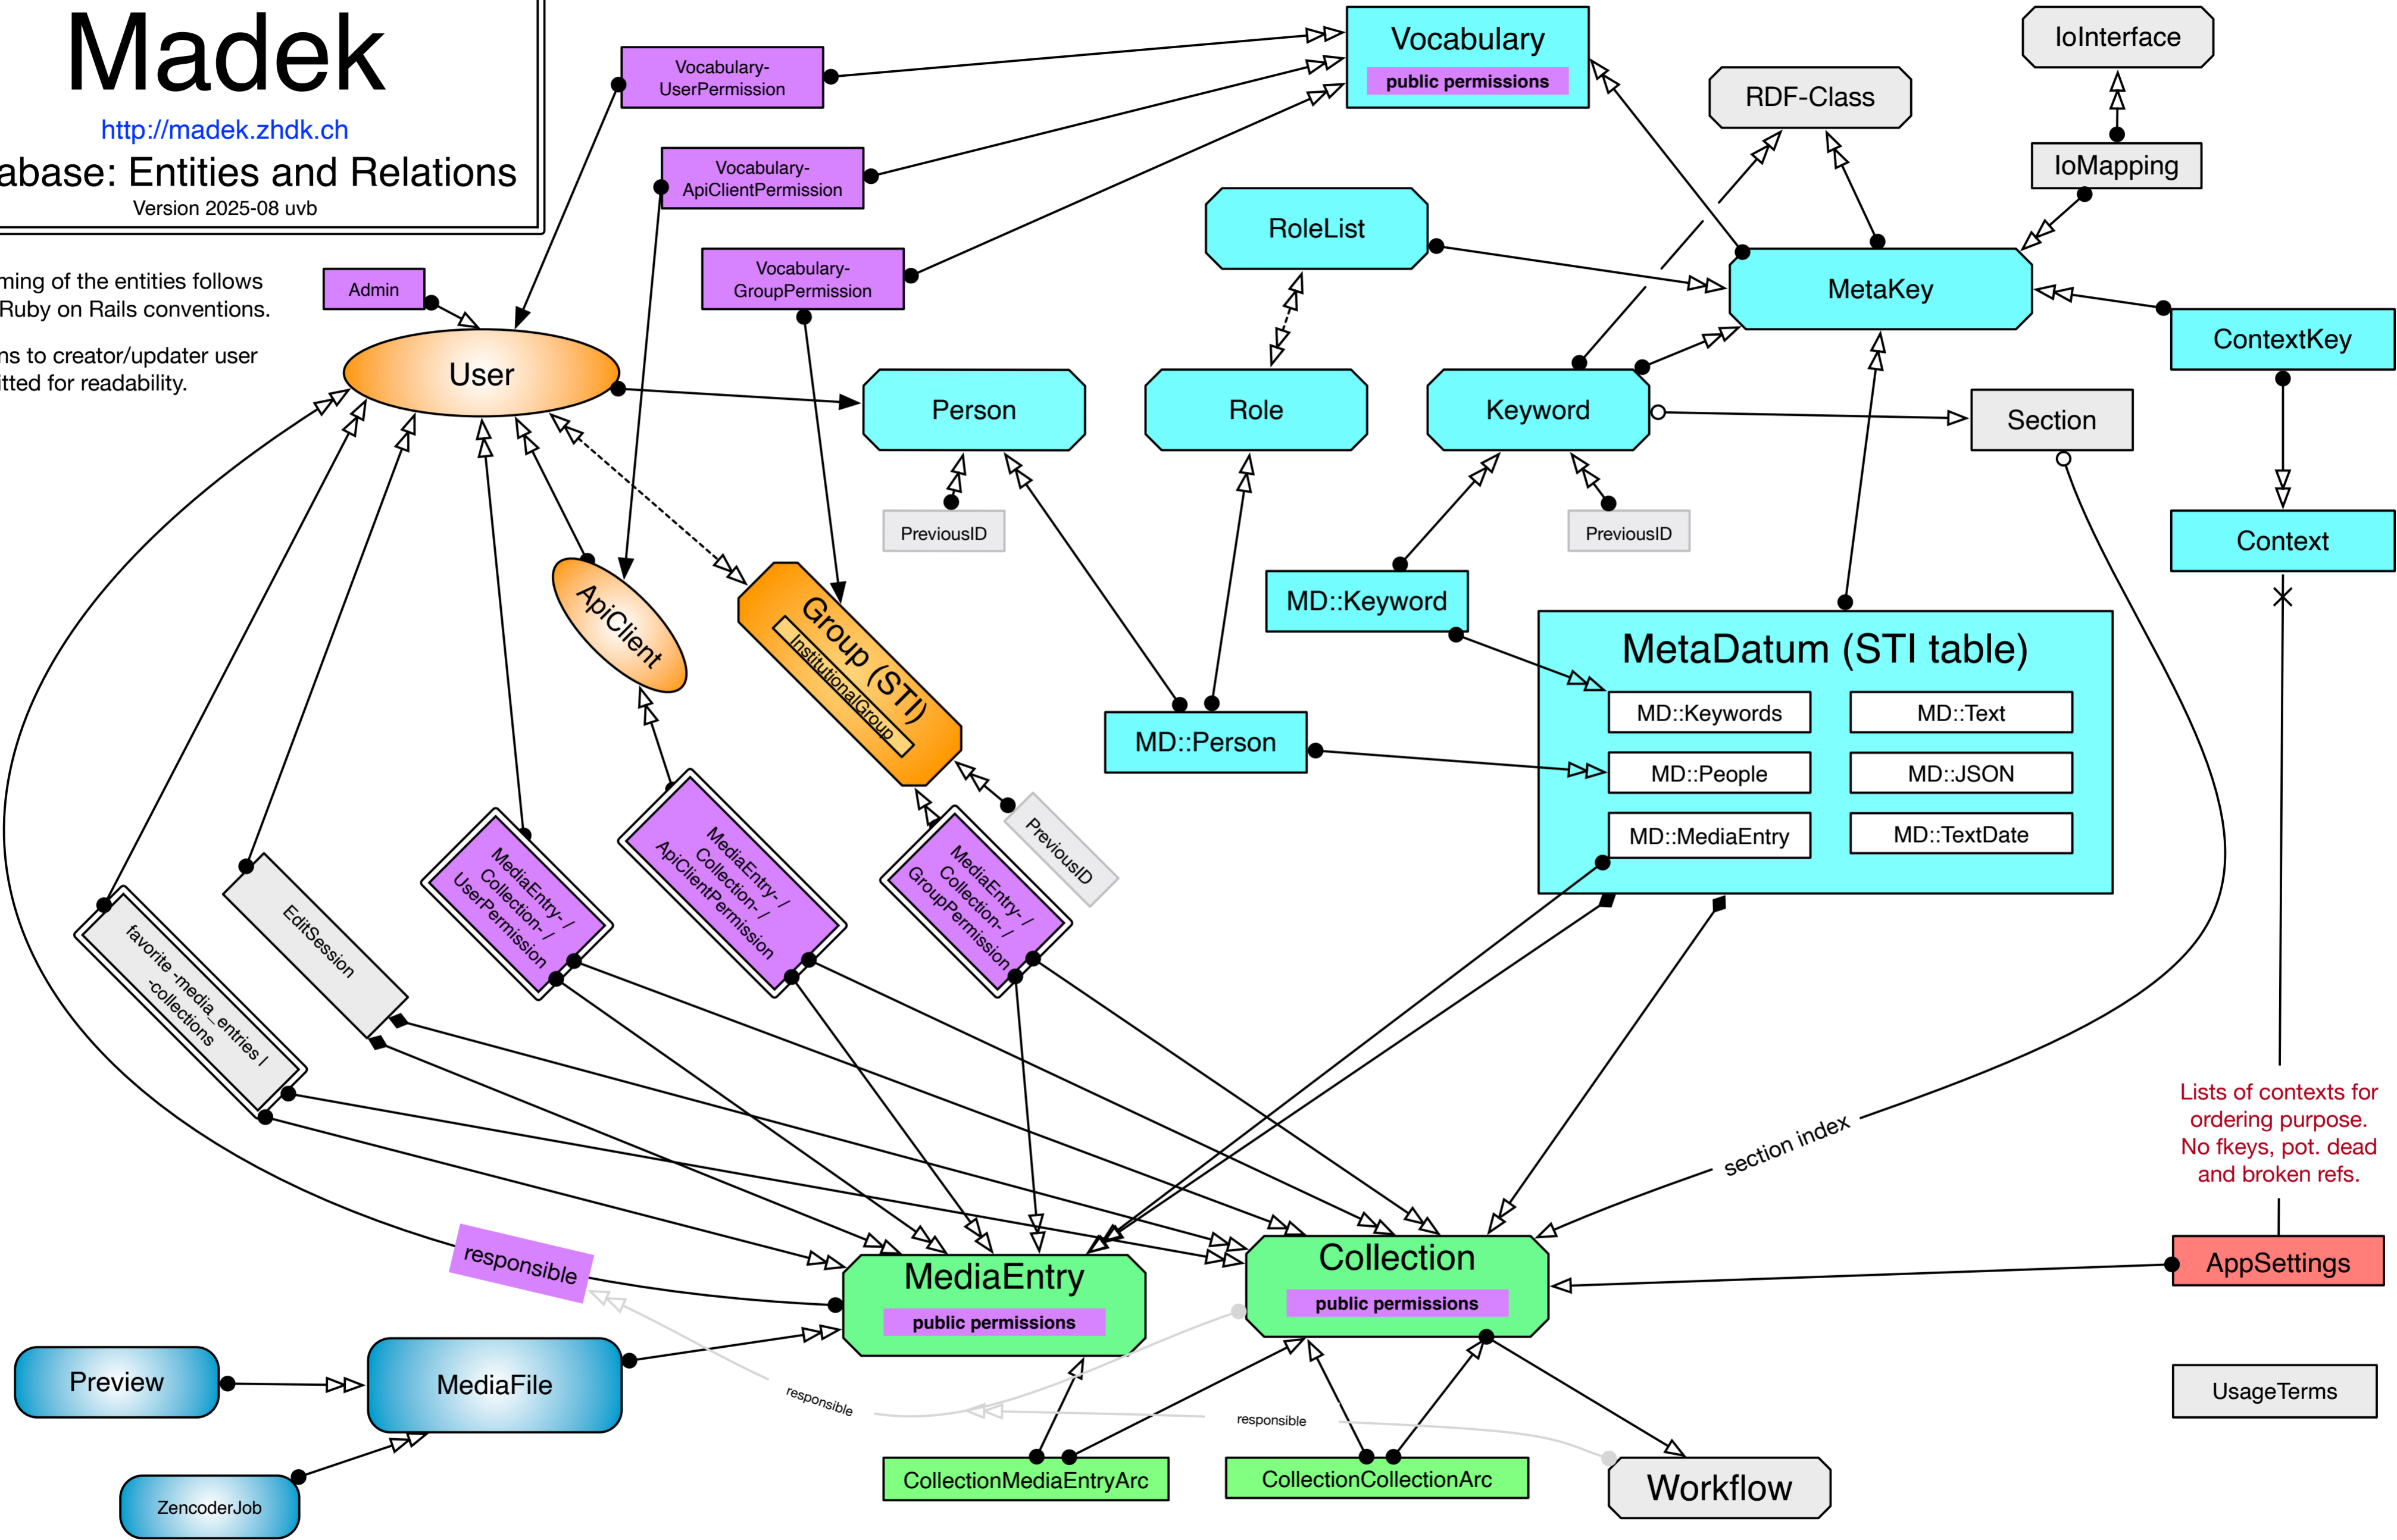 Madek
http://madek.zhdk.ch
abase: Entities and Relations
Version 2025-08 uvb
ming of the entities follows
Ruby on Rails conventions.
ns to creator/updater user
itted for readability.
Vocabulary-
UserPermission
Vocabulary-
ApiClientPermission
Vocabulary-
GroupPermission
Admin
User
Vocabulary
public permissions
RDF-Class
IoInterface
IoMapping
RoleList
MetaKey
ContextKey
Person
Role
Keyword
Section
PreviousID
PreviousID
Context
ApiClient
Group (STI)
InstitutionalGroup
PreviousID
MD::Keyword
MD::Person
MetaDatum (STI table)
MD::Keywords
MD::Text
MD::People
MD::JSON
MD::MediaEntry
MD::TextDate
favorite -media_entries |
-collections
EditSession
MediaEntry- /
Collection- /
UserPermission
MediaEntry- /
Collection- /
ApiClientPermission
MediaEntry- /
Collection- /
GroupPermission
section index
Lists of contexts for
ordering purpose.
No fkeys, pot. dead
and broken refs.
responsible
MediaEntry
public permissions
Collection
public permissions
AppSettings
Preview
MediaFile
responsible
responsible
UsageTerms
ZencoderJob
CollectionMediaEntryArc
CollectionCollectionArc
Workflow